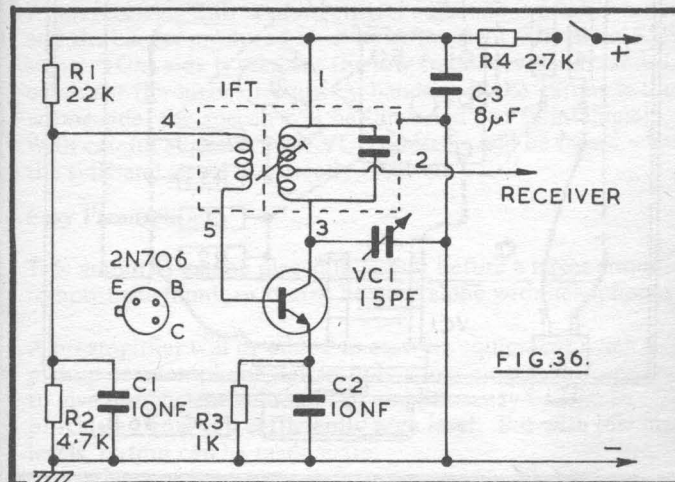 R1
22K
IFT
1
4
R4 2·7K
+
C3
8µF
2
RECEIVER
5
3
2N706
E
B
C
VC1
15PF
FIG.36.
R2
4·7K
C1
10NF
R3
1K
C2
10NF
-